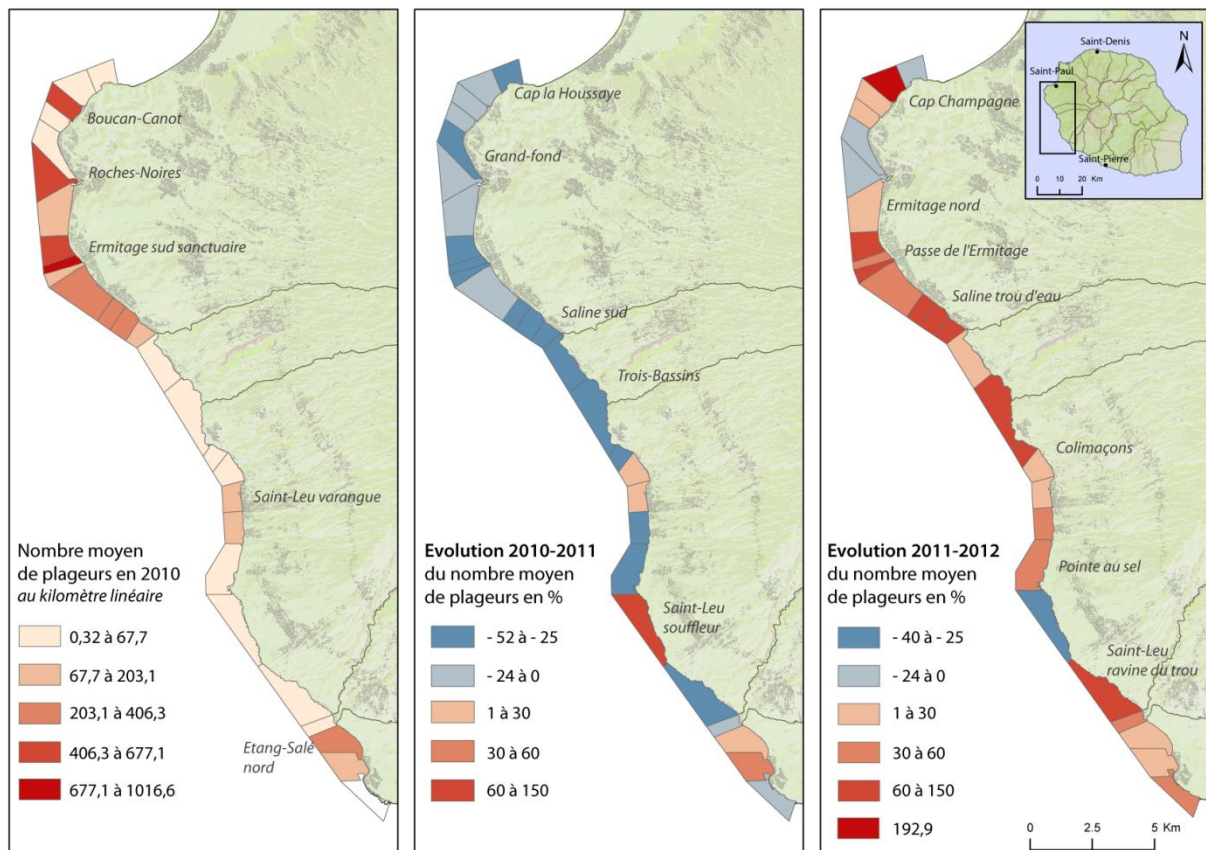 Boucan-Canot
Roches-Noires
Ermitage sud sanctuaire
Saint-Leu varangue
Nombre moyen
de plageurs en 2010
au kilomètre linéaire
0,32 à 67,7
67,7 à 203,1
203,1 à 406,3
406,3 à 677,1
677,1 à 1016,6
Etang-Salé
nord
Cap la Houssaye
Grand-fond
Saline sud
Trois-Bassins
Evolution 2010-2011
du nombre moyen
de plageurs en %
Saint-Leu
souffleur
- 52 à - 25
- 24 à 0
1 à 30
30 à 60
60 à 150
Saint-Denis
N
Saint-Paul
Saint-Pierre
0 10 20 Km
Cap Champagne
Ermitage nord
Passe de l'Ermitage
Saline trou d'eau
Colimaçons
Evolution 2011-2012
du nombre moyen
de plageurs en %
Pointe au sel
Saint-Leu
ravine du trou
- 40 à - 25
- 24 à 0
1 à 30
30 à 60
60 à 150
192,9
0 2.5 5 Km